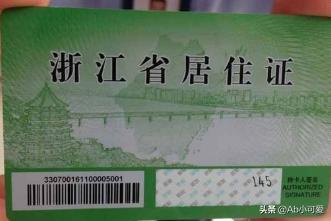 浙江省居住证
330700161100005001
145
持卡人签名
AUTHORIZED
SIGNATURE
头条 @Ab小可爱